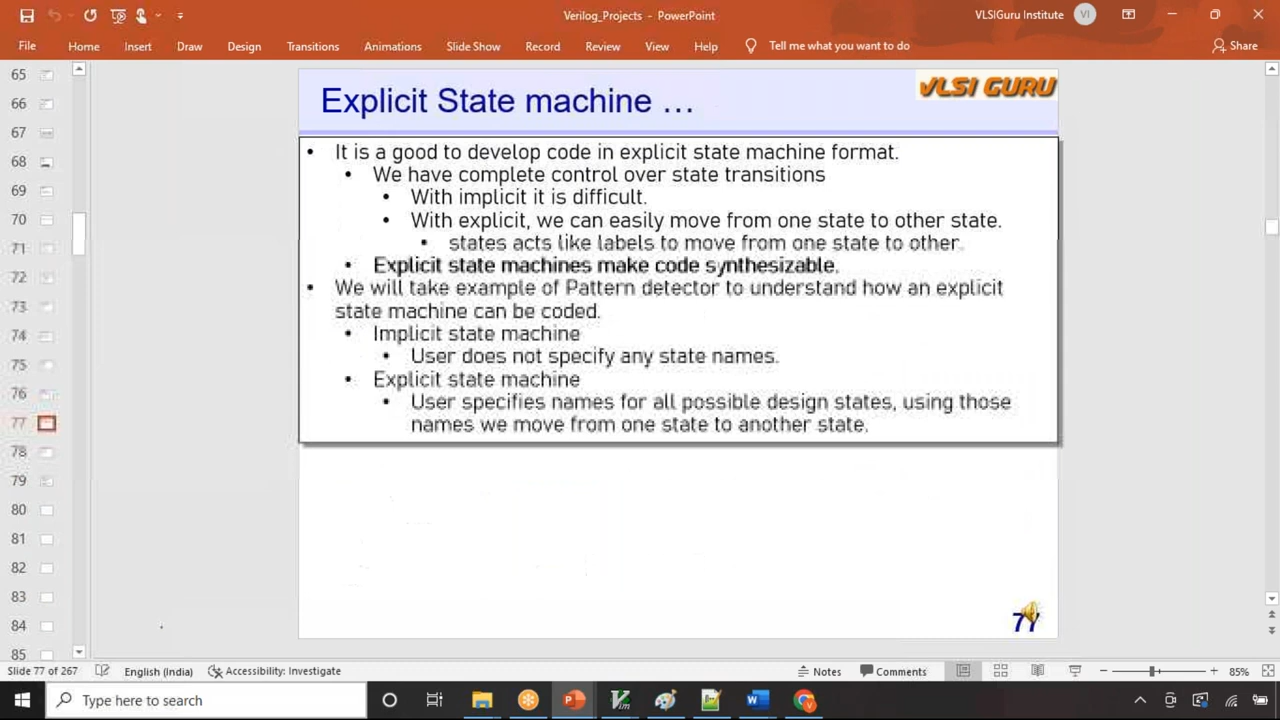 Verilog_Projects - PowerPoint
VLSIGuru Institute
VI
File
Home
Insert
Draw
Design
Transitions
Animations
Slide Show
Record
Review
View
Help
Tell me what you want to do
Share
65
66
67
68
69
70
71
72
73
74
75
76
77
78
79
80
81
82
83
84
85
Explicit State machine …
VLSI GURU
• It is a good to develop code in explicit state machine format.
• We have complete control over state transitions
• With implicit it is difficult.
• With explicit, we can easily move from one state to other state.
• states acts like labels to move from one state to other.
• Explicit state machines make code synthesizable.
• We will take example of Pattern detector to understand how an explicit
state machine can be coded.
• Implicit state machine
• User does not specify any state names.
• Explicit state machine
• User specifies names for all possible design states, using those
names we move from one state to another state.
77
Slide 77 of 267
English (India)
Accessibility: Investigate
Notes
Comments
85%
Type here to search